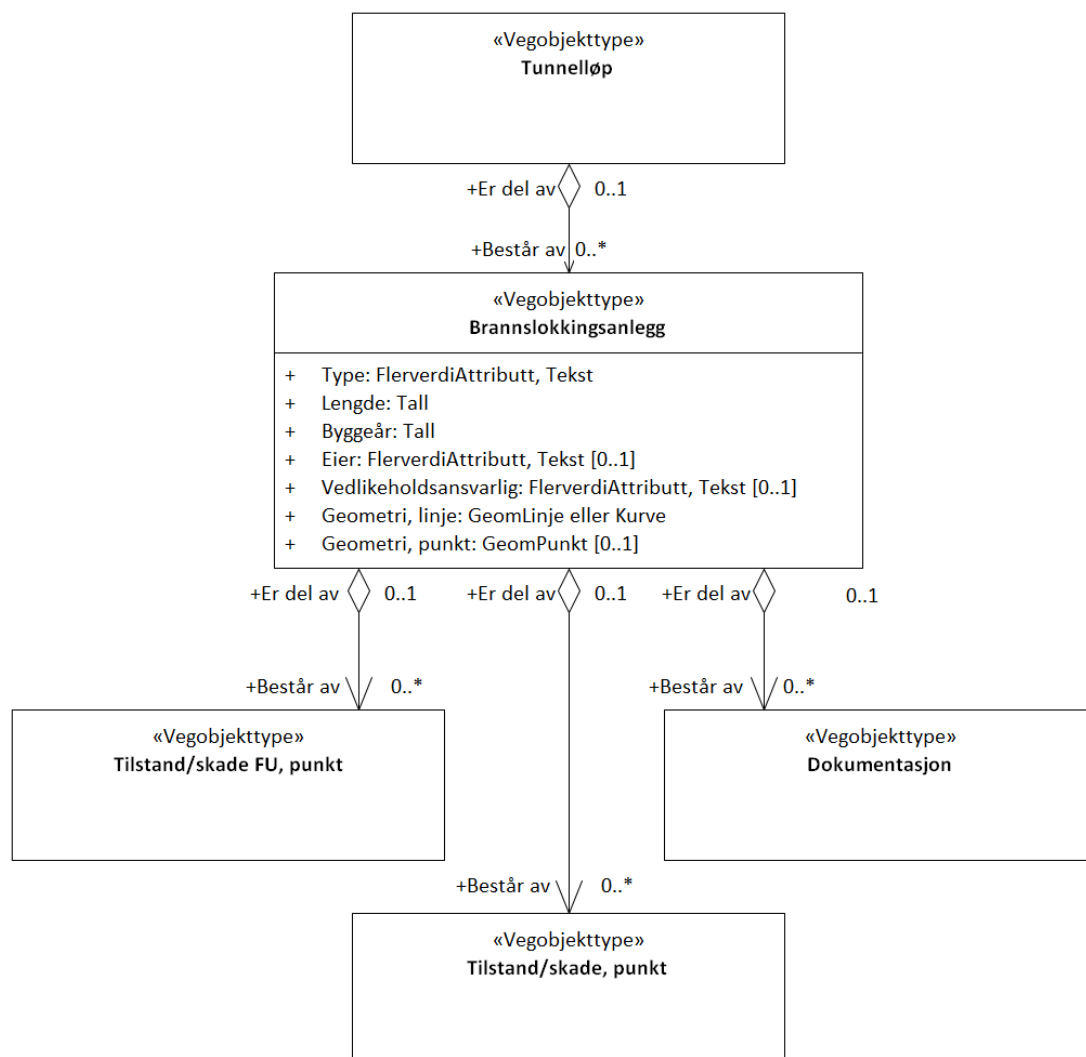 «Vegobjekttype»
Tunnelløp
+Er del av 0..1
+Består av 0..*
«Vegobjekttype»
Brannslokkingsanlegg
+ Type: FlerverdiAttributt, Tekst
+ Lengde: Tall
+ Byggeår: Tall
+ Eier: FlerverdiAttributt, Tekst [0..1]
+ Vedlikeholdsansvarlig: FlerverdiAttributt, Tekst [0..1]
+ Geometri, linje: GeomLinje eller Kurve
+ Geometri, punkt: GeomPunkt [0..1]
+Er del av 0..1 +Er del av 0..1 +Er del av 0..1
+Består av 0..* +Består av 0..*
«Vegobjekttype»
Tilstand/skade FU, punkt
«Vegobjekttype»
Dokumentasjon
+Består av 0..*
«Vegobjekttype»
Tilstand/skade, punkt